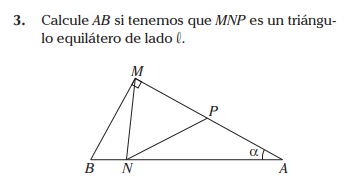 3. Calcule AB si tenemos que MNP es un triángu-
lo equilátero de lado ℓ.
M
P
α
B N A